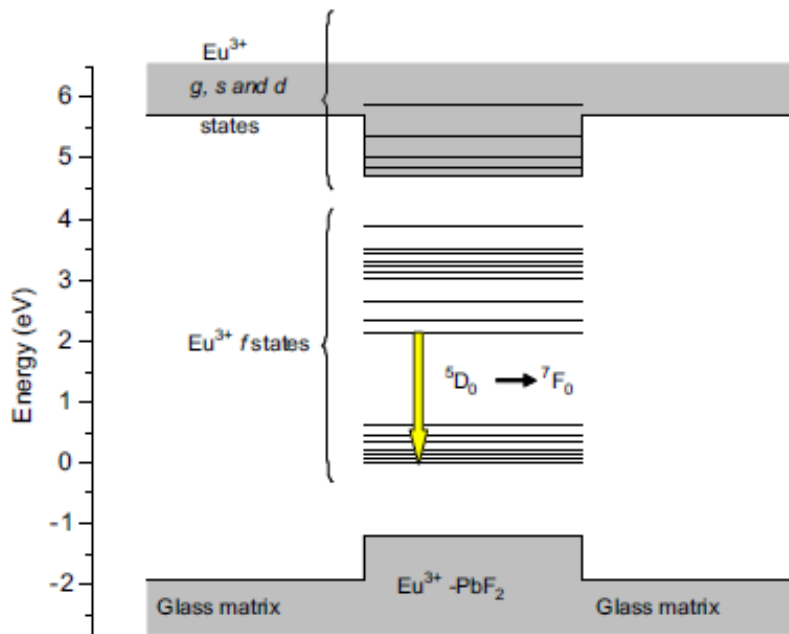 Eu³⁺
g, s and d
states
6
5
4
3
2
1
0
-1
-2
Energy (eV)
Eu³⁺ f states
⁵D₀ → ⁷F₀
Eu³⁺ -PbF₂
Glass matrix
Glass matrix